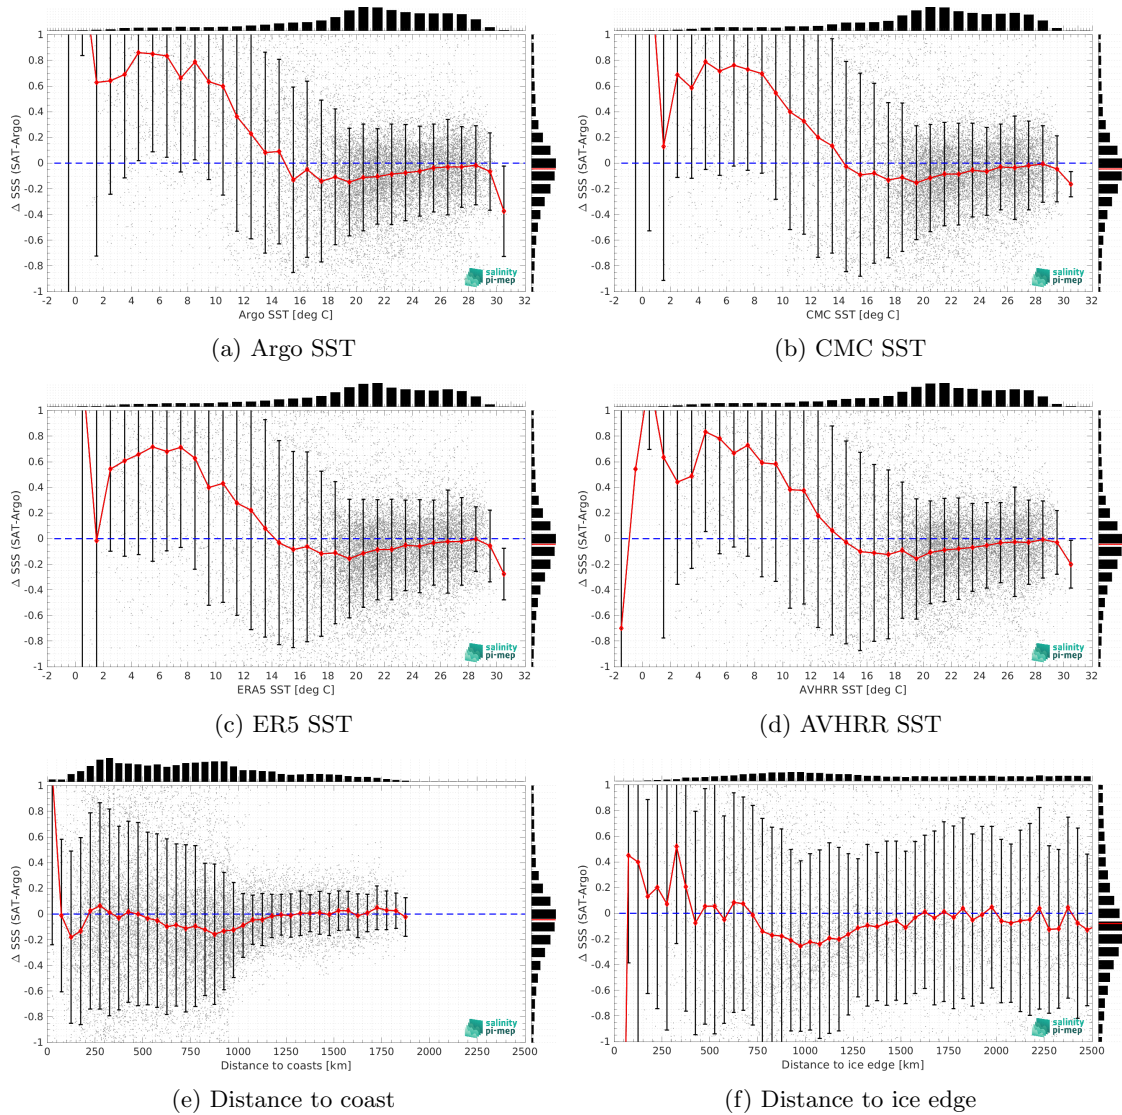 1
0.8
0.6
0.4
0.2
0
-0.2
-0.4
-0.6
-0.8
-1
Δ SSS (SAT-Argo)
-2 0 2 4 6 8 10 12 14 16 18 20 22 24 26 28 30 32
Argo SST [deg C]
salinity
pi-mep
(a) Argo SST
1
0.8
0.6
0.4
0.2
0
-0.2
-0.4
-0.6
-0.8
-1
Δ SSS (SAT-Argo)
-2 0 2 4 6 8 10 12 14 16 18 20 22 24 26 28 30 32
CMC SST [deg C]
salinity
pi-mep
(b) CMC SST
1
0.8
0.6
0.4
0.2
0
-0.2
-0.4
-0.6
-0.8
-1
Δ SSS (SAT-Argo)
-2 0 2 4 6 8 10 12 14 16 18 20 22 24 26 28 30 32
ERA5 SST [deg C]
salinity
pi-mep
(c) ER5 SST
1
0.8
0.6
0.4
0.2
0
-0.2
-0.4
-0.6
-0.8
-1
Δ SSS (SAT-Argo)
-2 0 2 4 6 8 10 12 14 16 18 20 22 24 26 28 30 32
AVHRR SST [deg C]
salinity
pi-mep
(d) AVHRR SST
1
0.8
0.6
0.4
0.2
0
-0.2
-0.4
-0.6
-0.8
-1
Δ SSS (SAT-Argo)
0 250 500 750 1000 1250 1500 1750 2000 2250 2500
Distance to coasts [km]
salinity
pi-mep
(e) Distance to coast
1
0.8
0.6
0.4
0.2
0
-0.2
-0.4
-0.6
-0.8
-1
Δ SSS (SAT-Argo)
0 250 500 750 1000 1250 1500 1750 2000 2250 2500
Distance to ice edge [km]
salinity
pi-mep
(f) Distance to ice edge